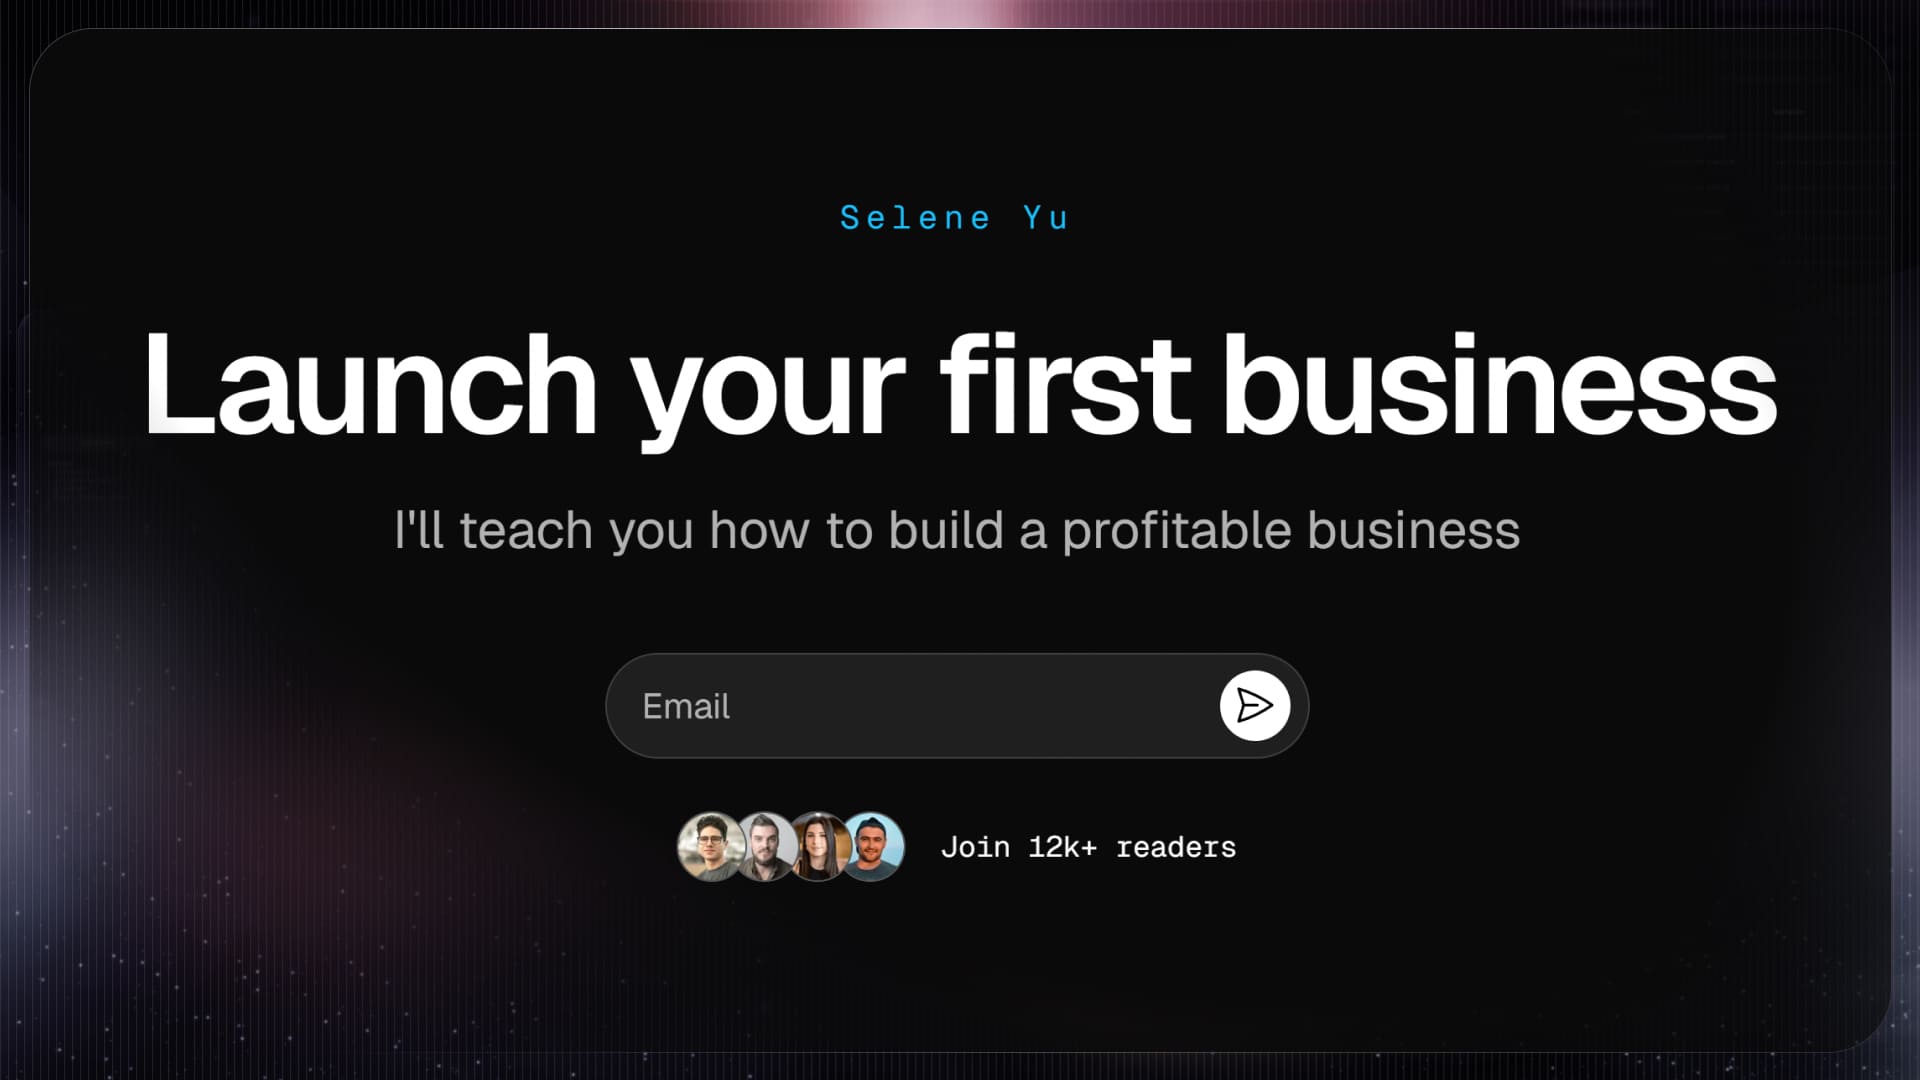 Selene Yu
Launch your first business
I'll teach you how to build a profitable business
Email
Join 12k+ readers